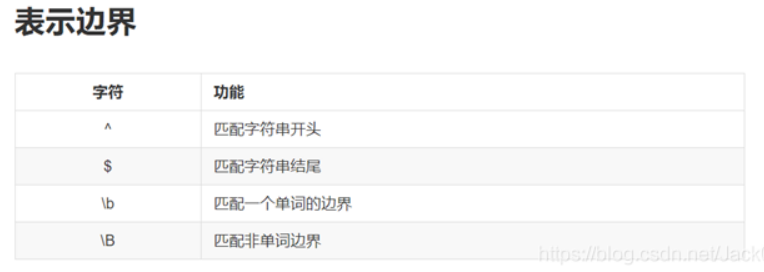 表示边界
字符 功能
^ 匹配字符串开头
$ 匹配字符串结尾
\b 匹配一个单词的边界
\B 匹配非单词边界
https://blog.csdn.net/Jack